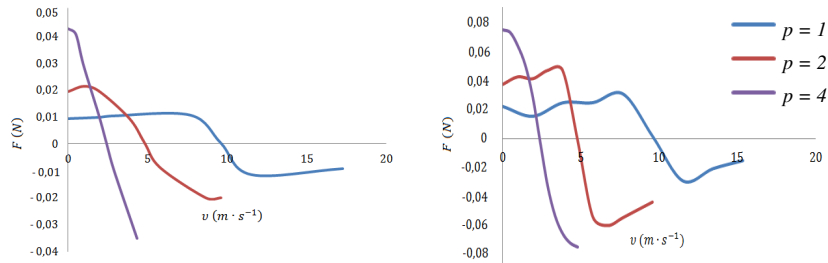 0,05
0,04
0,03
0,02
0,01
0
- 0,01
- 0,02
- 0,03
- 0,04
F (N)
0 5 10 15 20
υ (m · s⁻¹)
0,08
0,06
0,04
0,02
0
-0,02
-0,04
-0,06
-0,08
F (N)
0 5 10 15 20
υ (m · s⁻¹)
p = 1
p = 2
p = 4